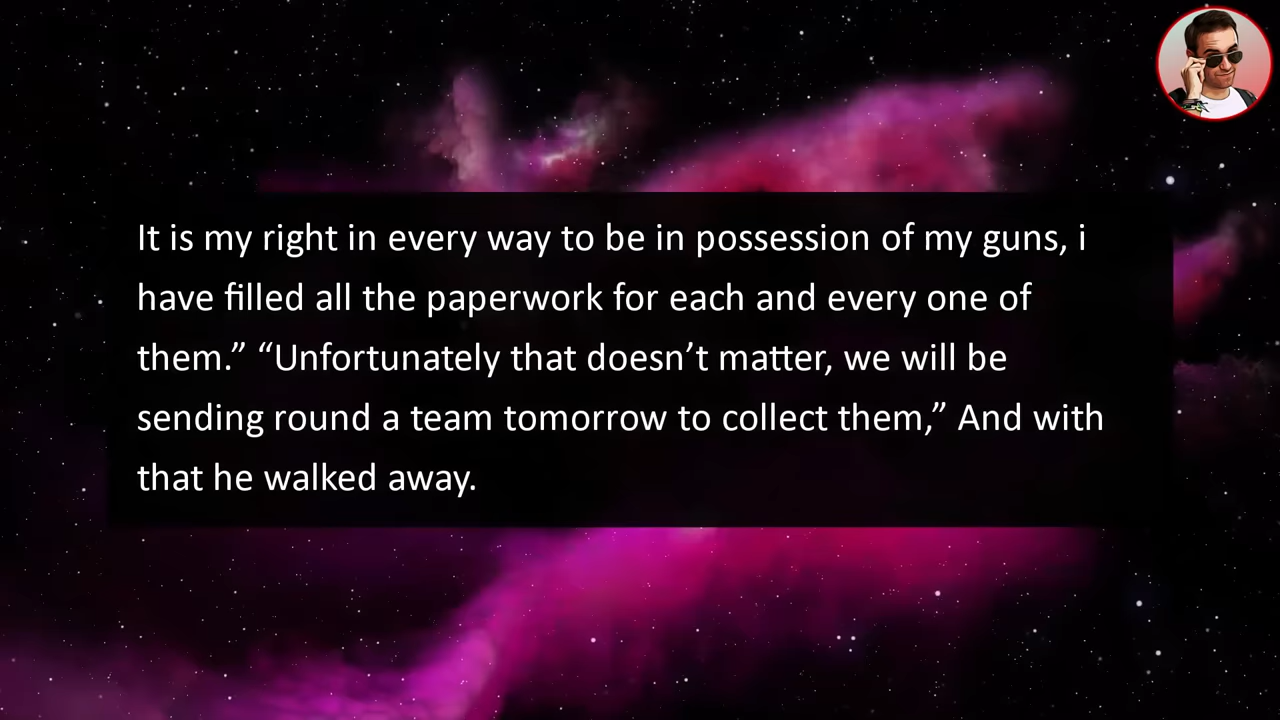 It is my right in every way to be in possession of my guns, i
have filled all the paperwork for each and every one of
them.” “Unfortunately that doesn’t matter, we will be
sending round a team tomorrow to collect them,” And with
that he walked away.